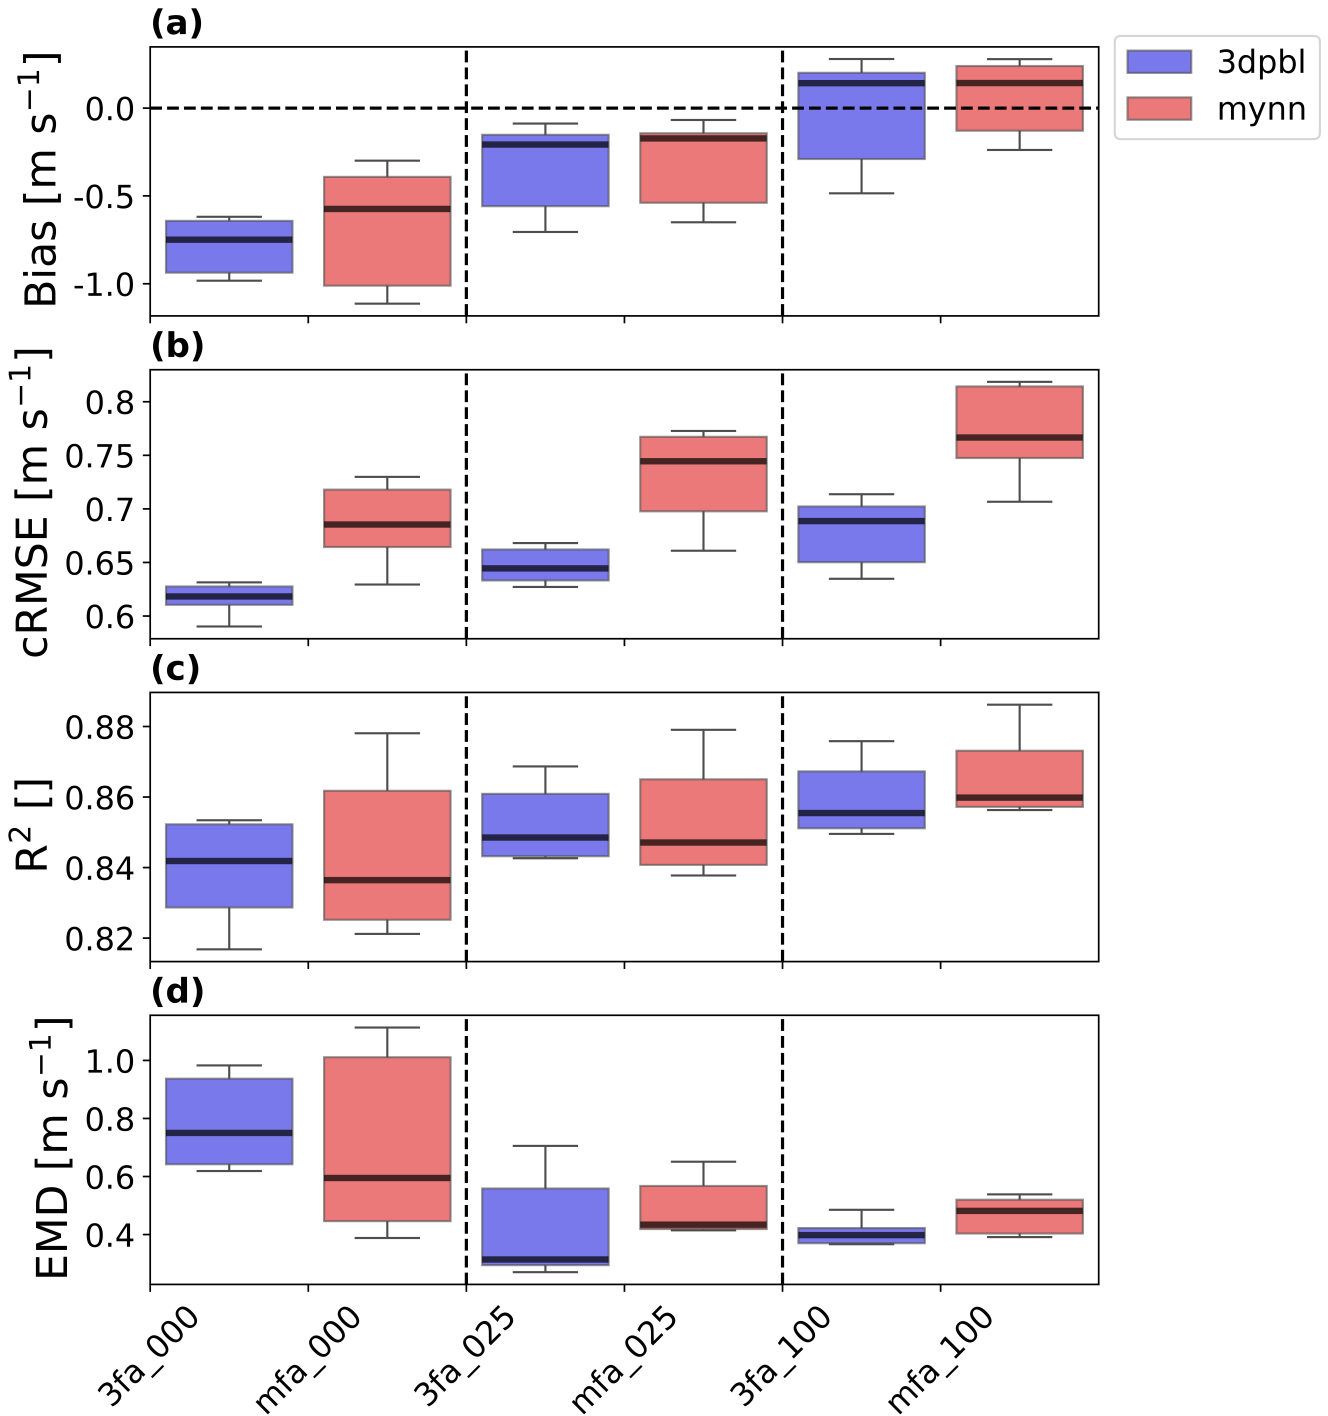 (a)
3dpbl
mynn
Bias [m s⁻¹]
0.0
-0.5
-1.0
(b)
cRMSE [m s⁻¹]
0.8
0.75
0.7
0.65
0.6
(c)
R² []
0.88
0.86
0.84
0.82
(d)
EMD [m s⁻¹]
1.0
0.8
0.6
0.4
3fa_000
mfa_000
3fa_025
mfa_025
3fa_100
mfa_100